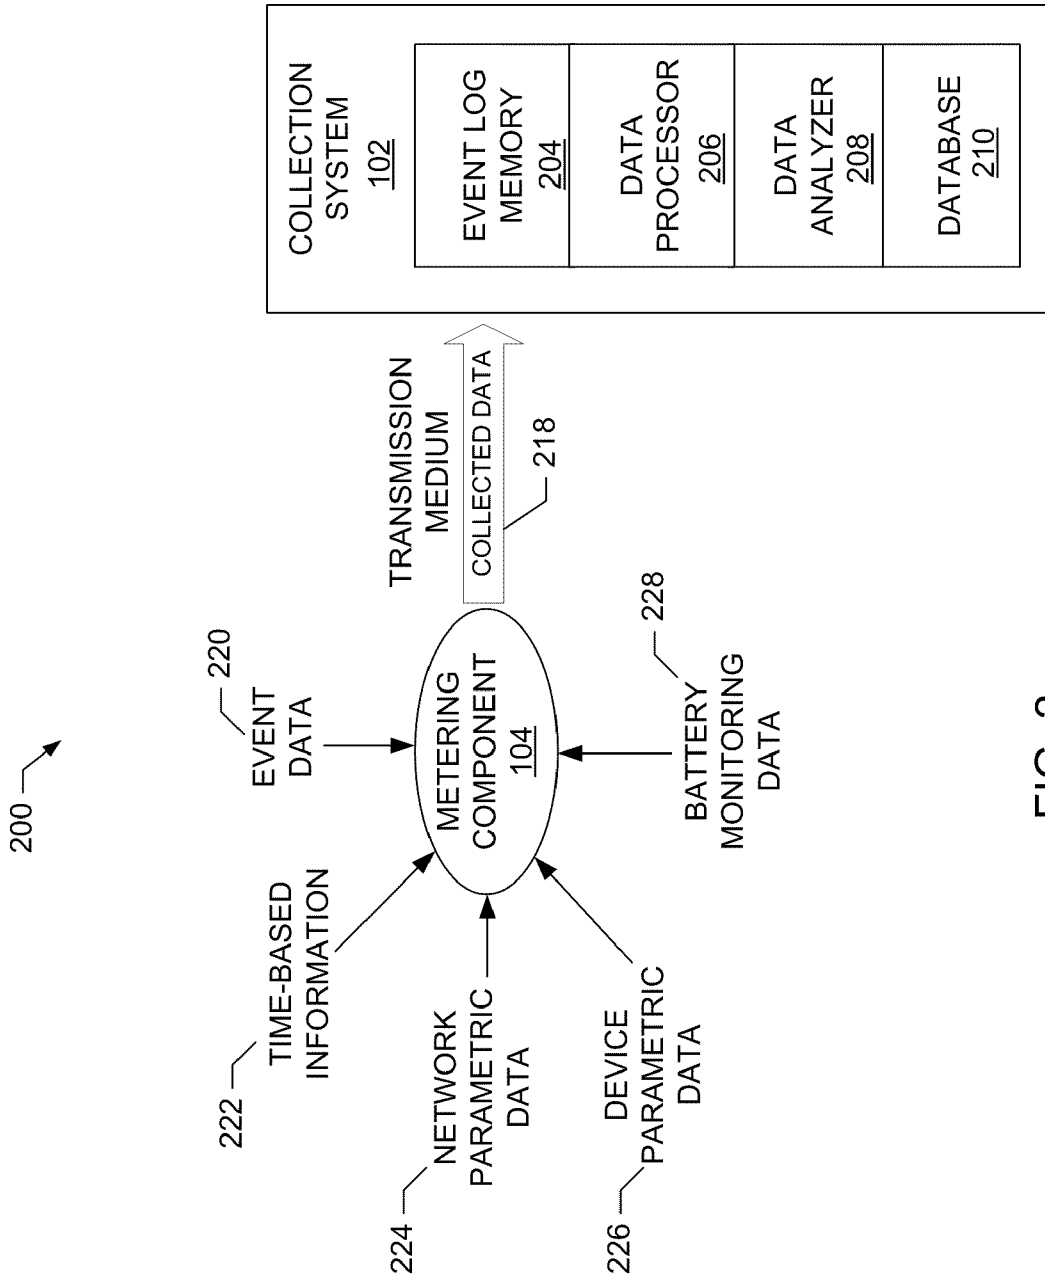 200
222
TIME-BASED
INFORMATION
220
EVENT
DATA
224
NETWORK
PARAMETRIC
DATA
226
DEVICE
PARAMETRIC
DATA
228
BATTERY
MONITORING
DATA
METERING
COMPONENT
104
TRANSMISSION
MEDIUM
COLLECTED DATA
218
COLLECTION
SYSTEM
102
EVENT LOG
MEMORY
204
DATA
PROCESSOR
206
DATA
ANALYZER
208
DATABASE
210